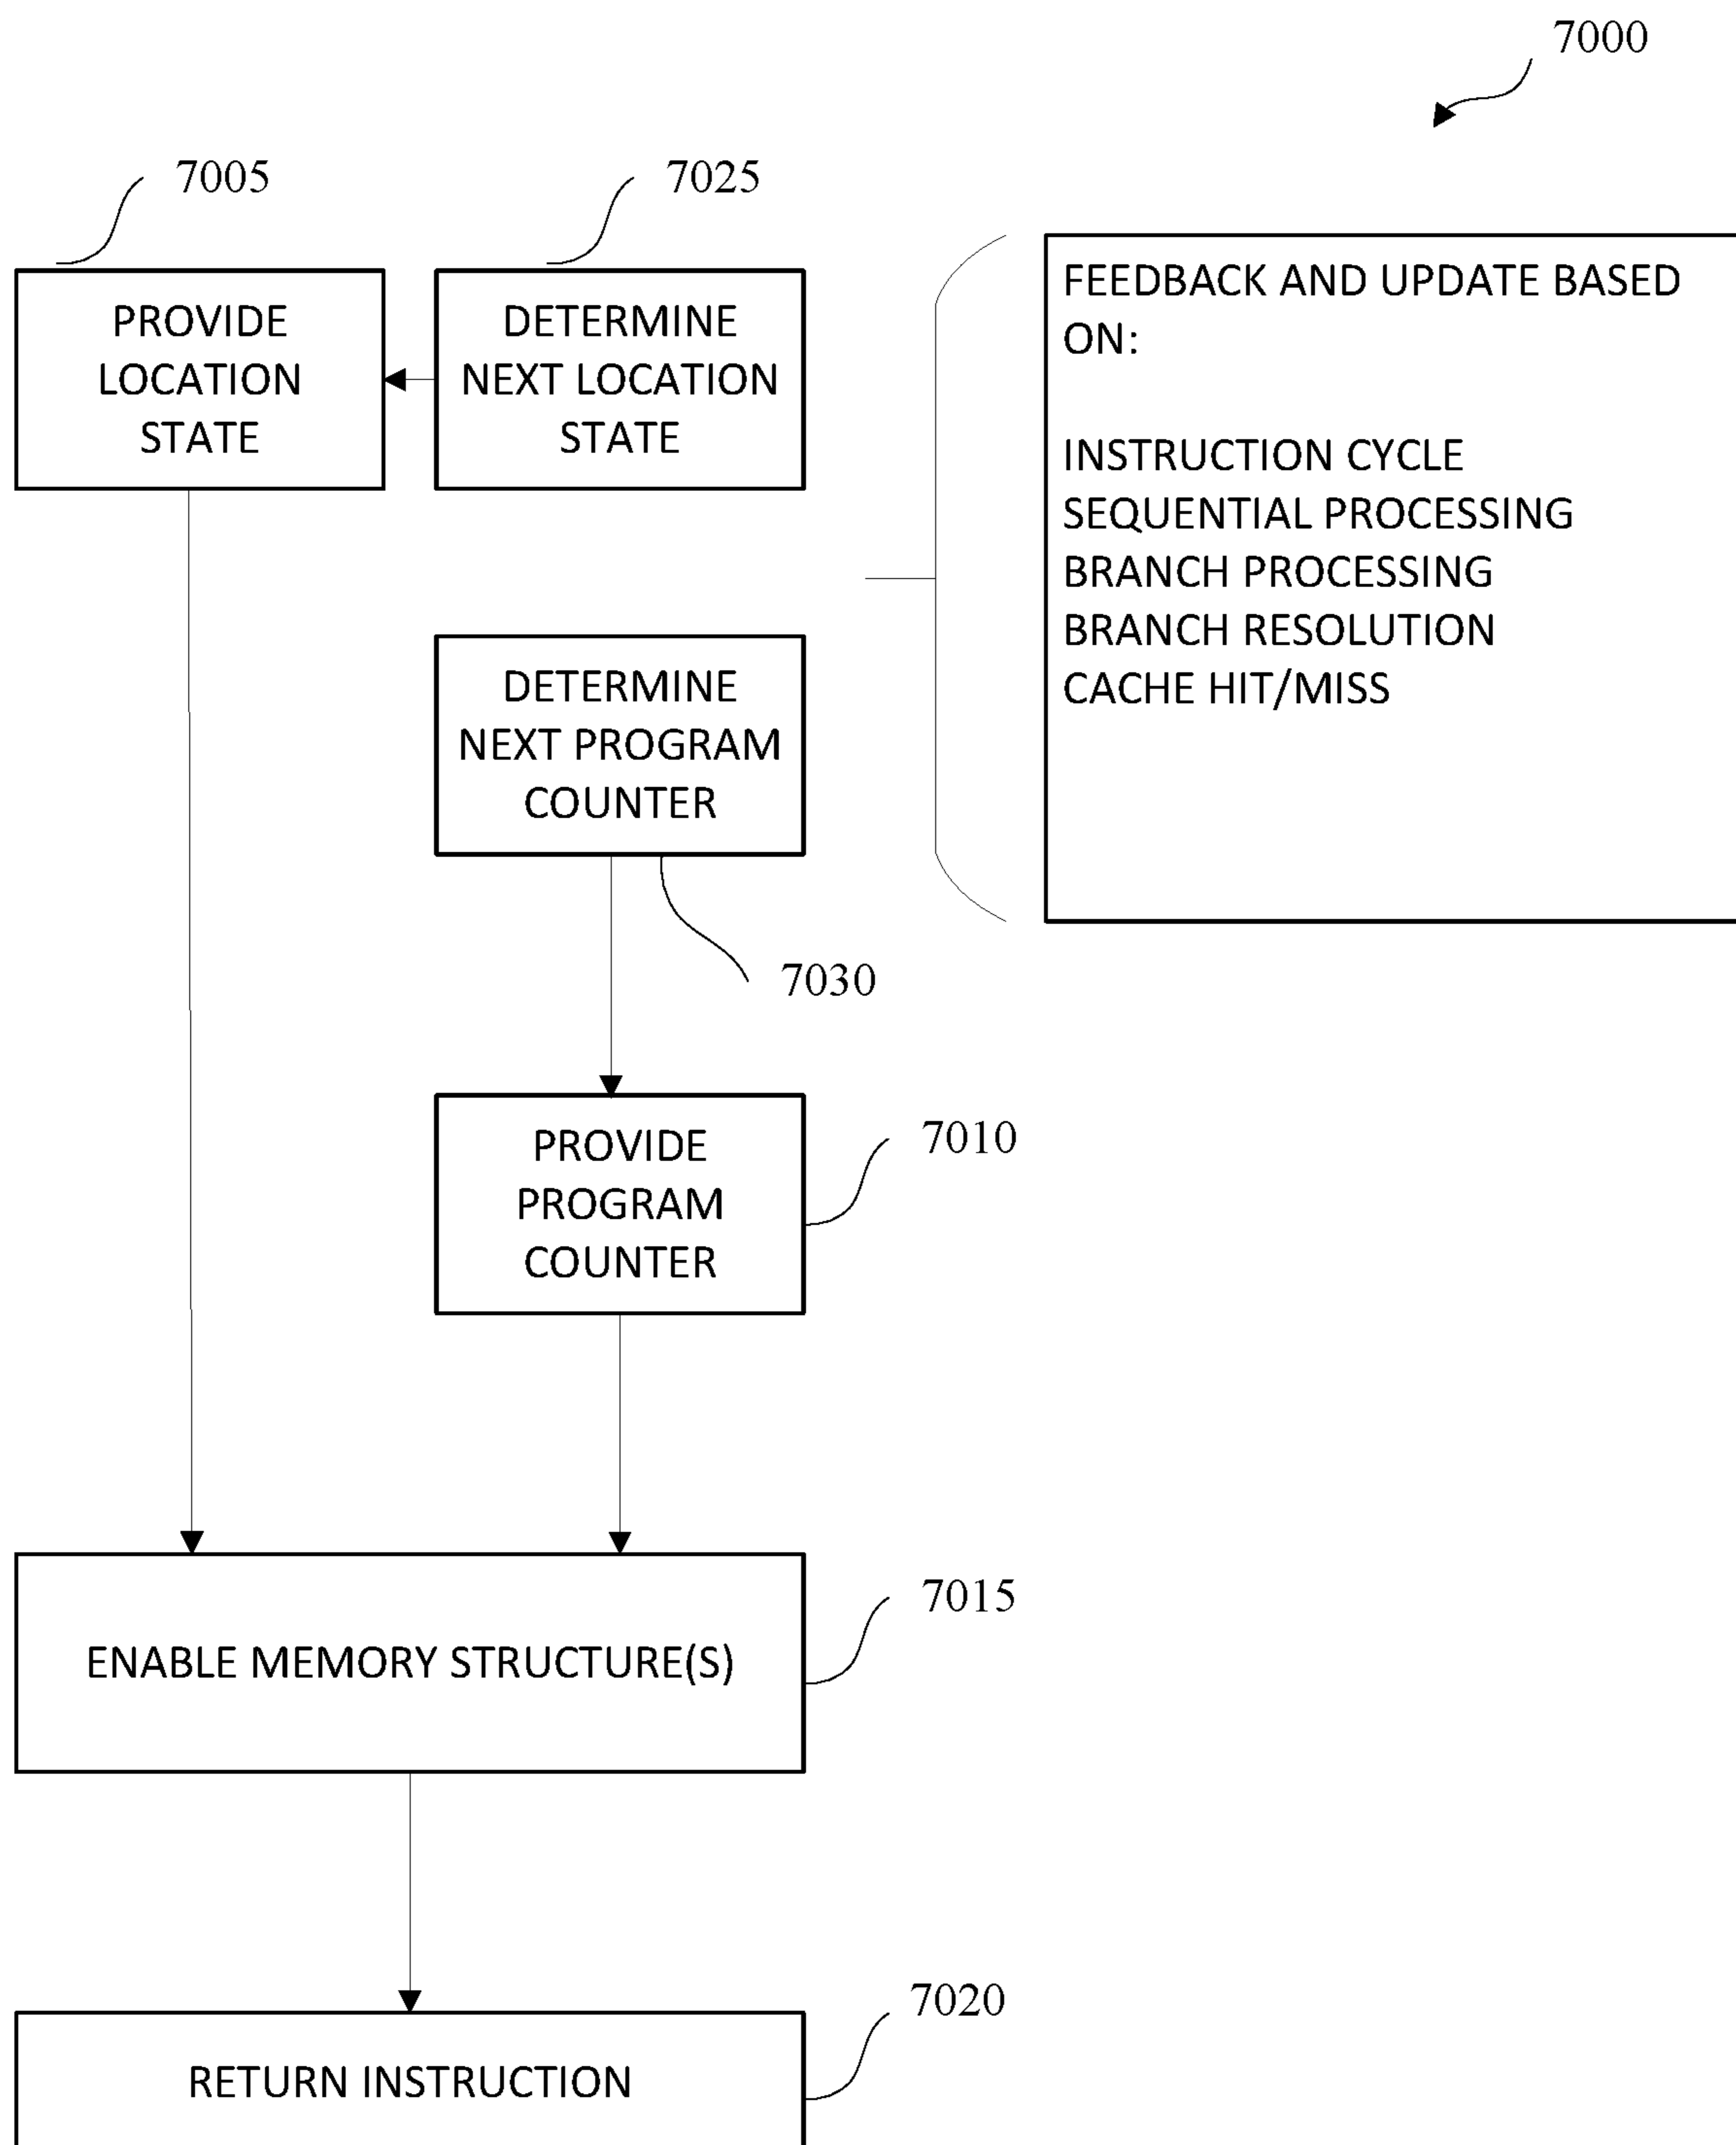 7000
7005
7025
PROVIDE
LOCATION
STATE
DETERMINE
NEXT LOCATION
STATE
FEEDBACK AND UPDATE BASED
ON:
INSTRUCTION CYCLE
SEQUENTIAL PROCESSING
BRANCH PROCESSING
BRANCH RESOLUTION
CACHE HIT/MISS
DETERMINE
NEXT PROGRAM
COUNTER
7030
PROVIDE
PROGRAM
COUNTER
7010
ENABLE MEMORY STRUCTURE(S)
7015
RETURN INSTRUCTION
7020